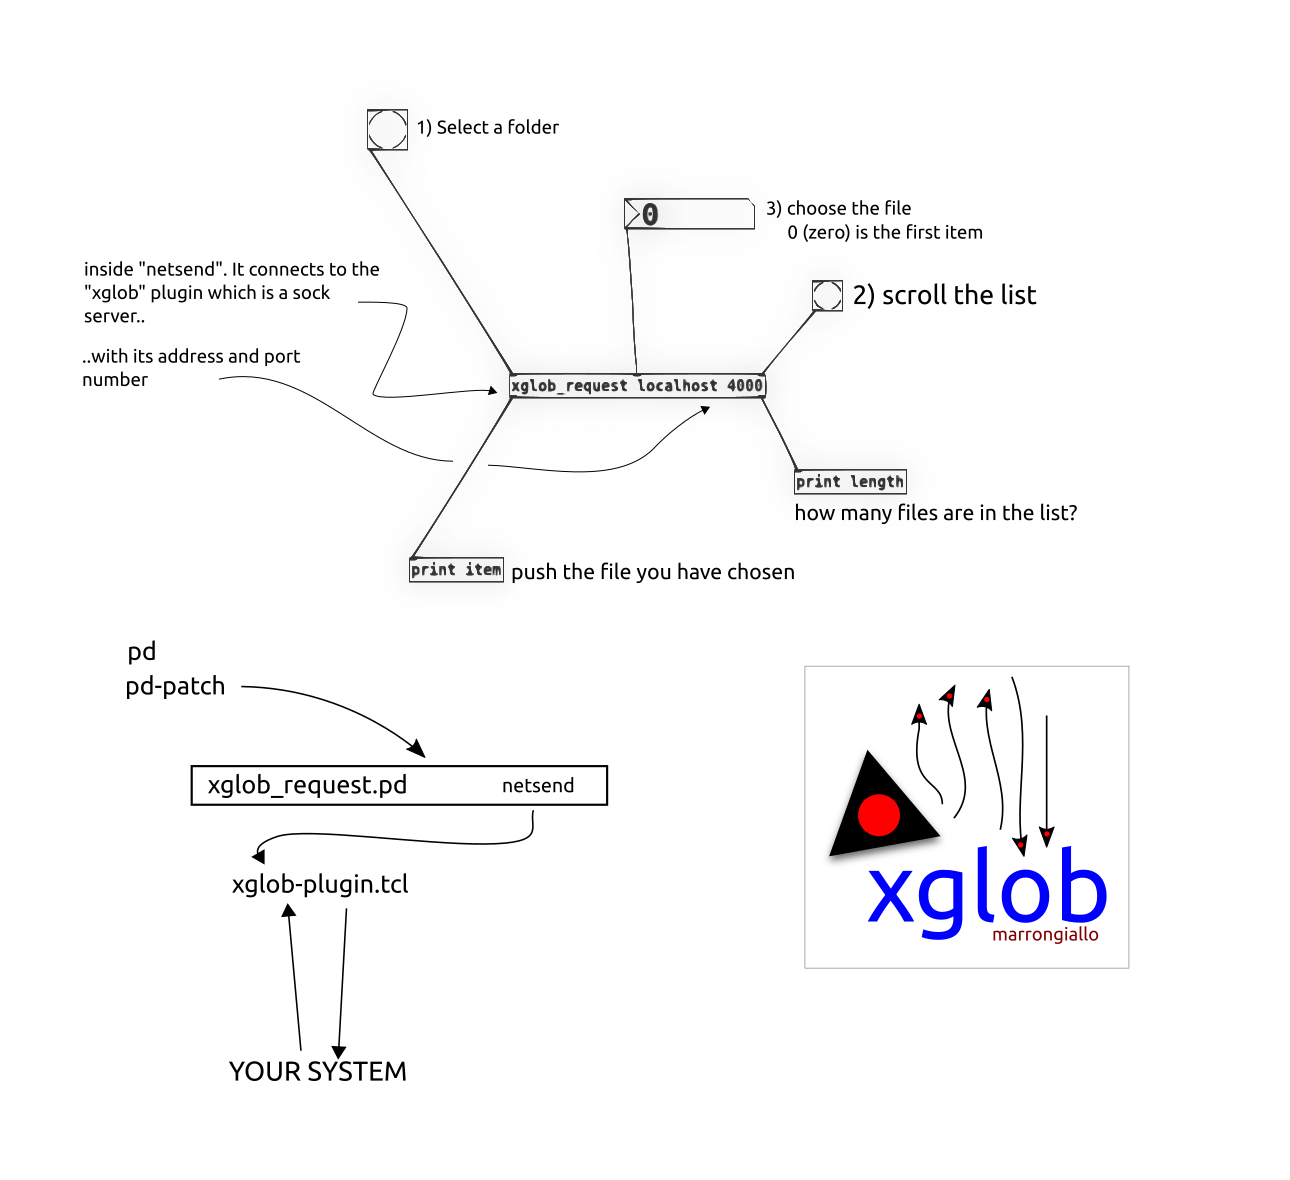 1) Select a folder
0
3) choose the file
0 (zero) is the first item
inside "netsend". It connects to the
"xglob" plugin which is a sock
server..
2) scroll the list
..with its address and port
number
xglob_request localhost 4000
print length
how many files are in the list?
print item
push the file you have chosen
pd
pd-patch
xglob_request.pd
netsend
xglob-plugin.tcl
YOUR SYSTEM
xglob
marrongiallo